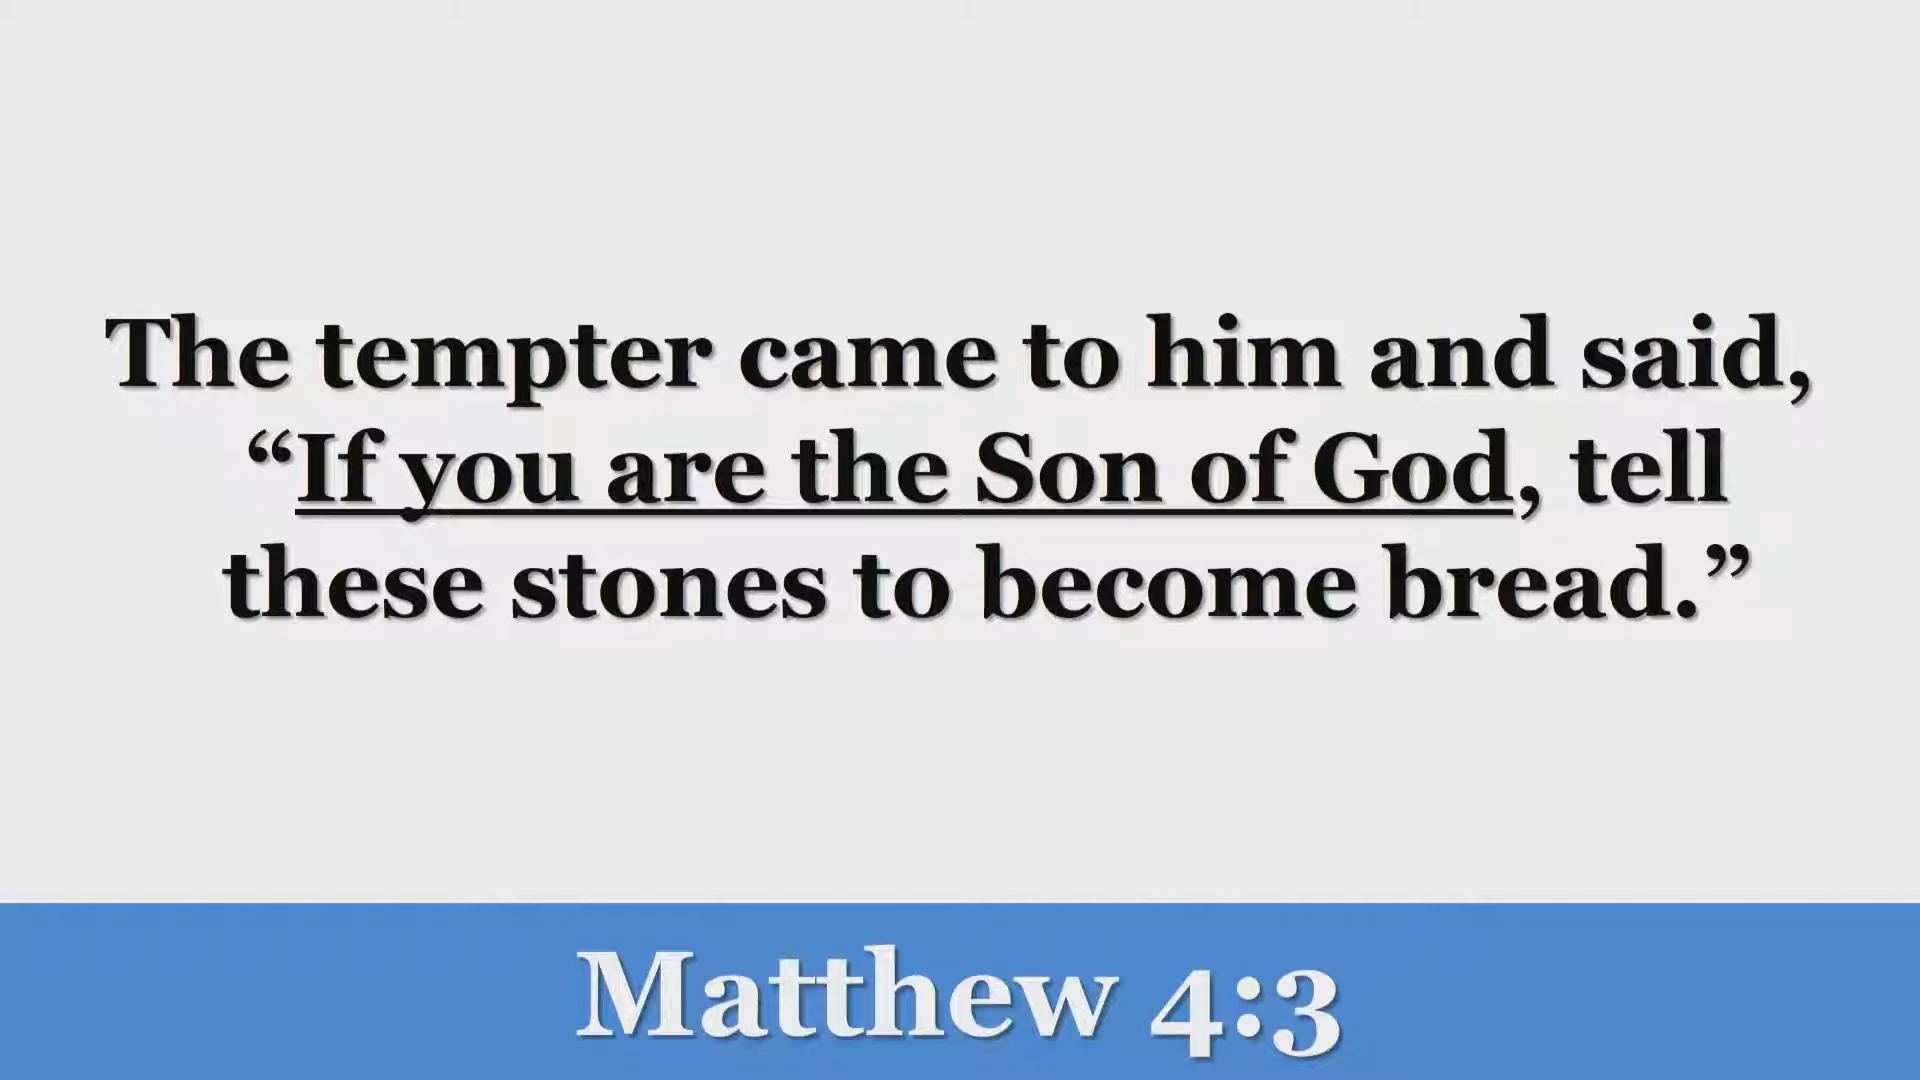 The tempter came to him and said,
“If you are the Son of God, tell
these stones to become bread.”
Matthew 4:3